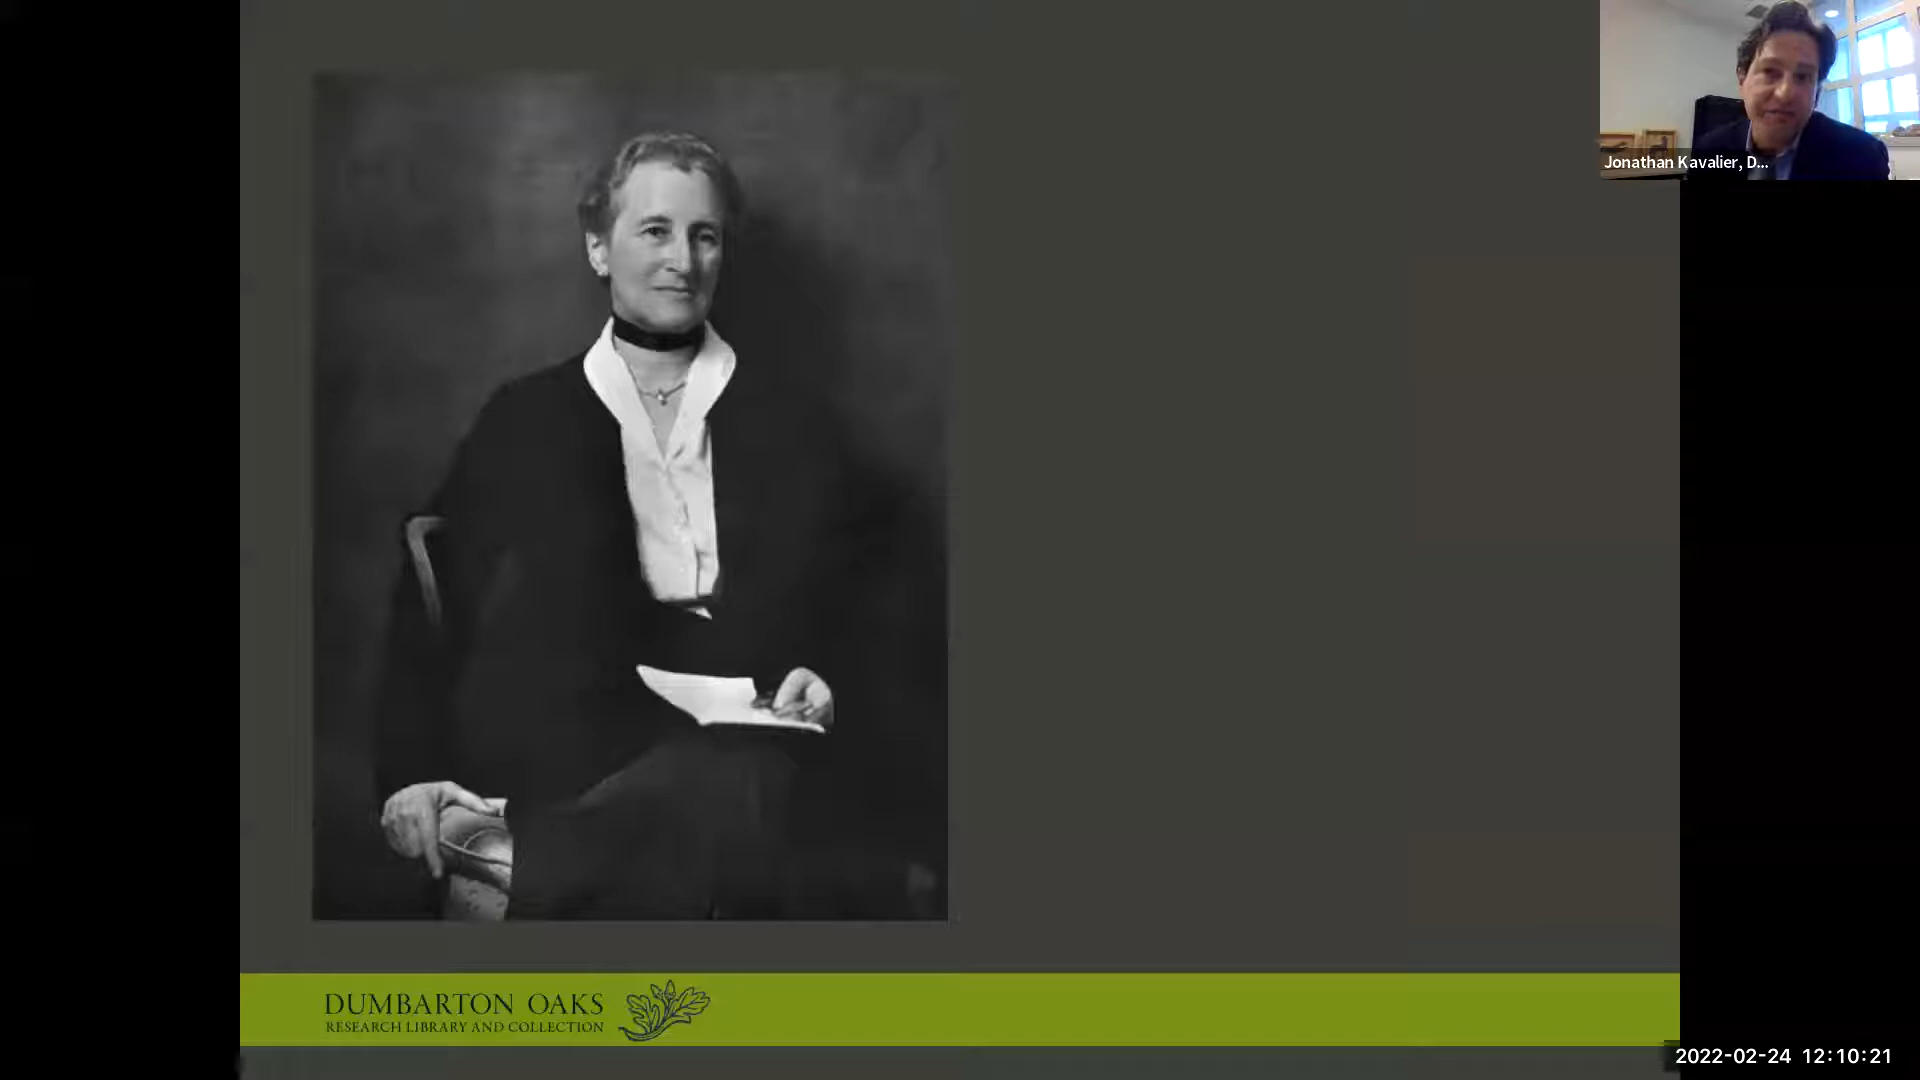 Jonathan Kavalier, D...
DUMBARTON OAKS
RESEARCH LIBRARY AND COLLECTION
2022-02-24 12:10:21